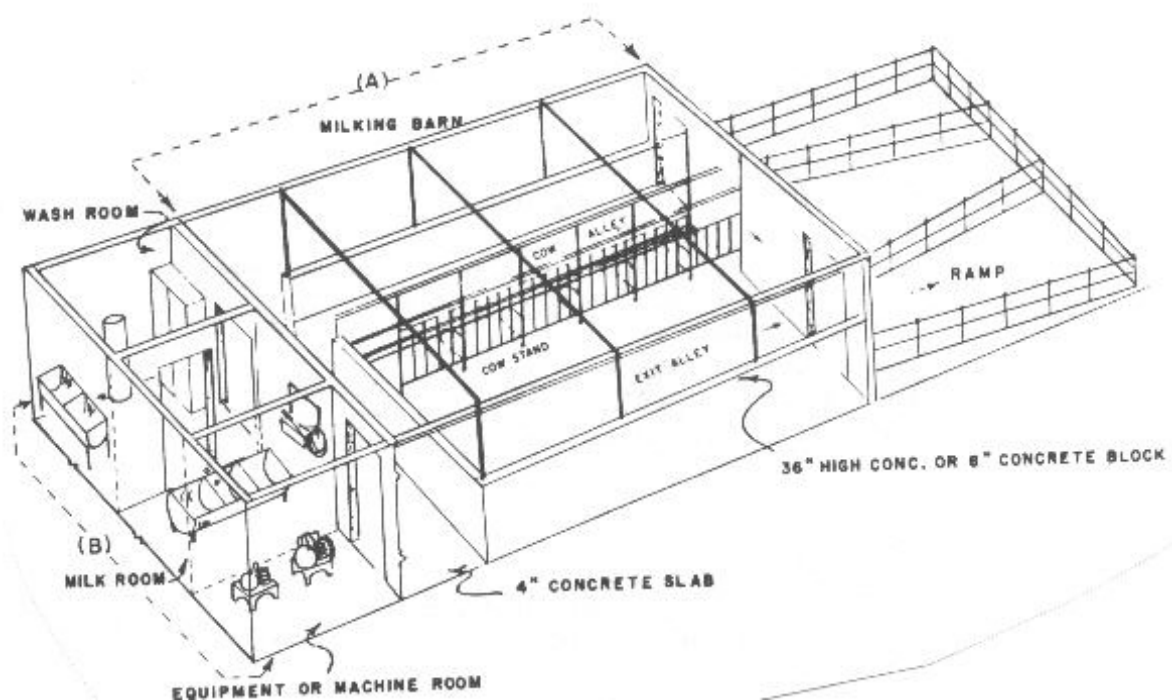 (A)
MILKING BARN
WASH ROOM
COW ALLEY
RAMP
COW STAND
EXIT ALLEY
36" HIGH CONC. OR 8" CONCRETE BLOCK
(B)
MILK ROOM
4" CONCRETE SLAB
EQUIPMENT OR MACHINE ROOM